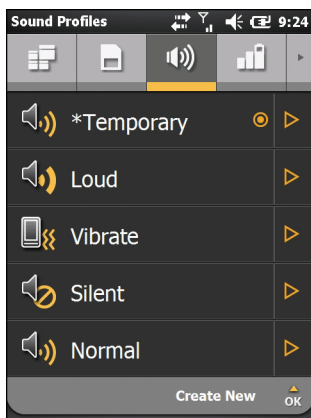 Sound Profiles 9:24
*Temporary
Loud
Vibrate
Silent
Normal
Create New OK